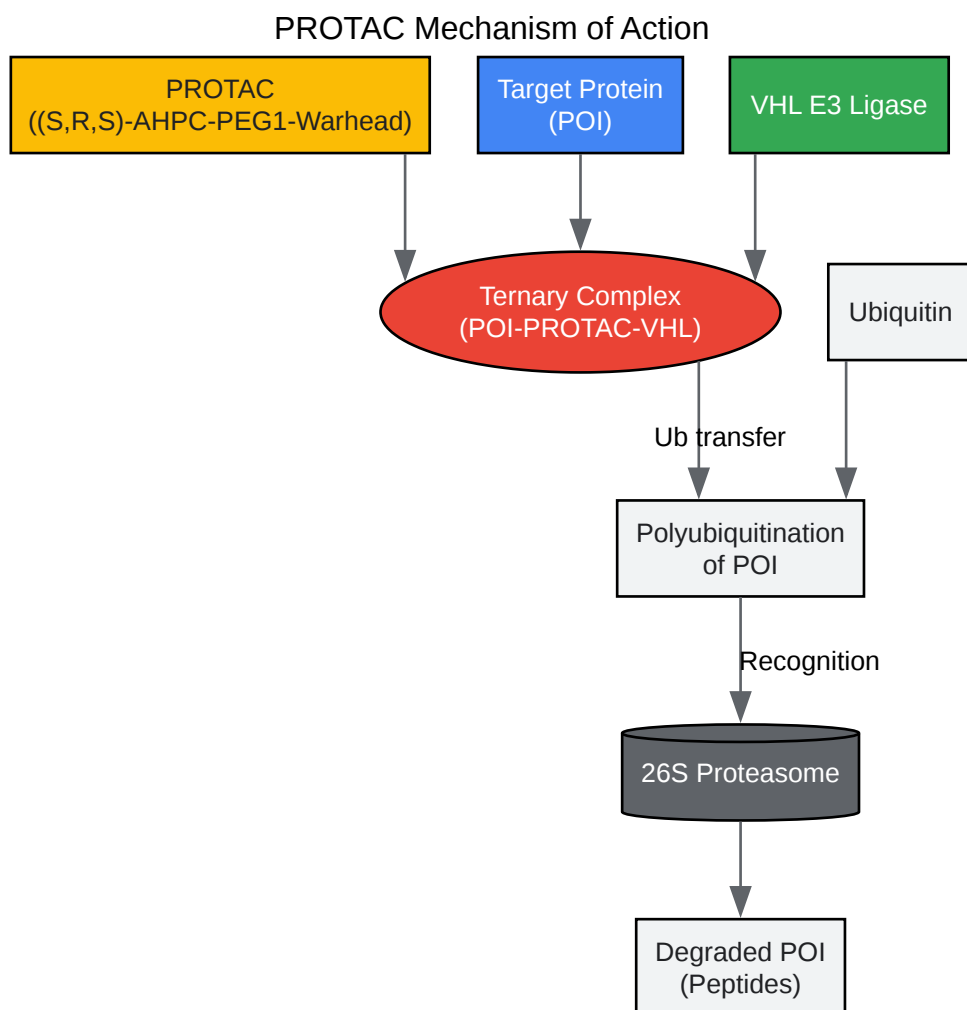 PROTAC Mechanism of Action
PROTAC
((S,R,S)-AHPC-PEG1-Warhead)
Target Protein
(POI)
VHL E3 Ligase
Ternary Complex
(POI-PROTAC-VHL)
Ubiquitin
Ub transfer
Polyubiquitination
of POI
Recognition
26S Proteasome
Degraded POI
(Peptides)